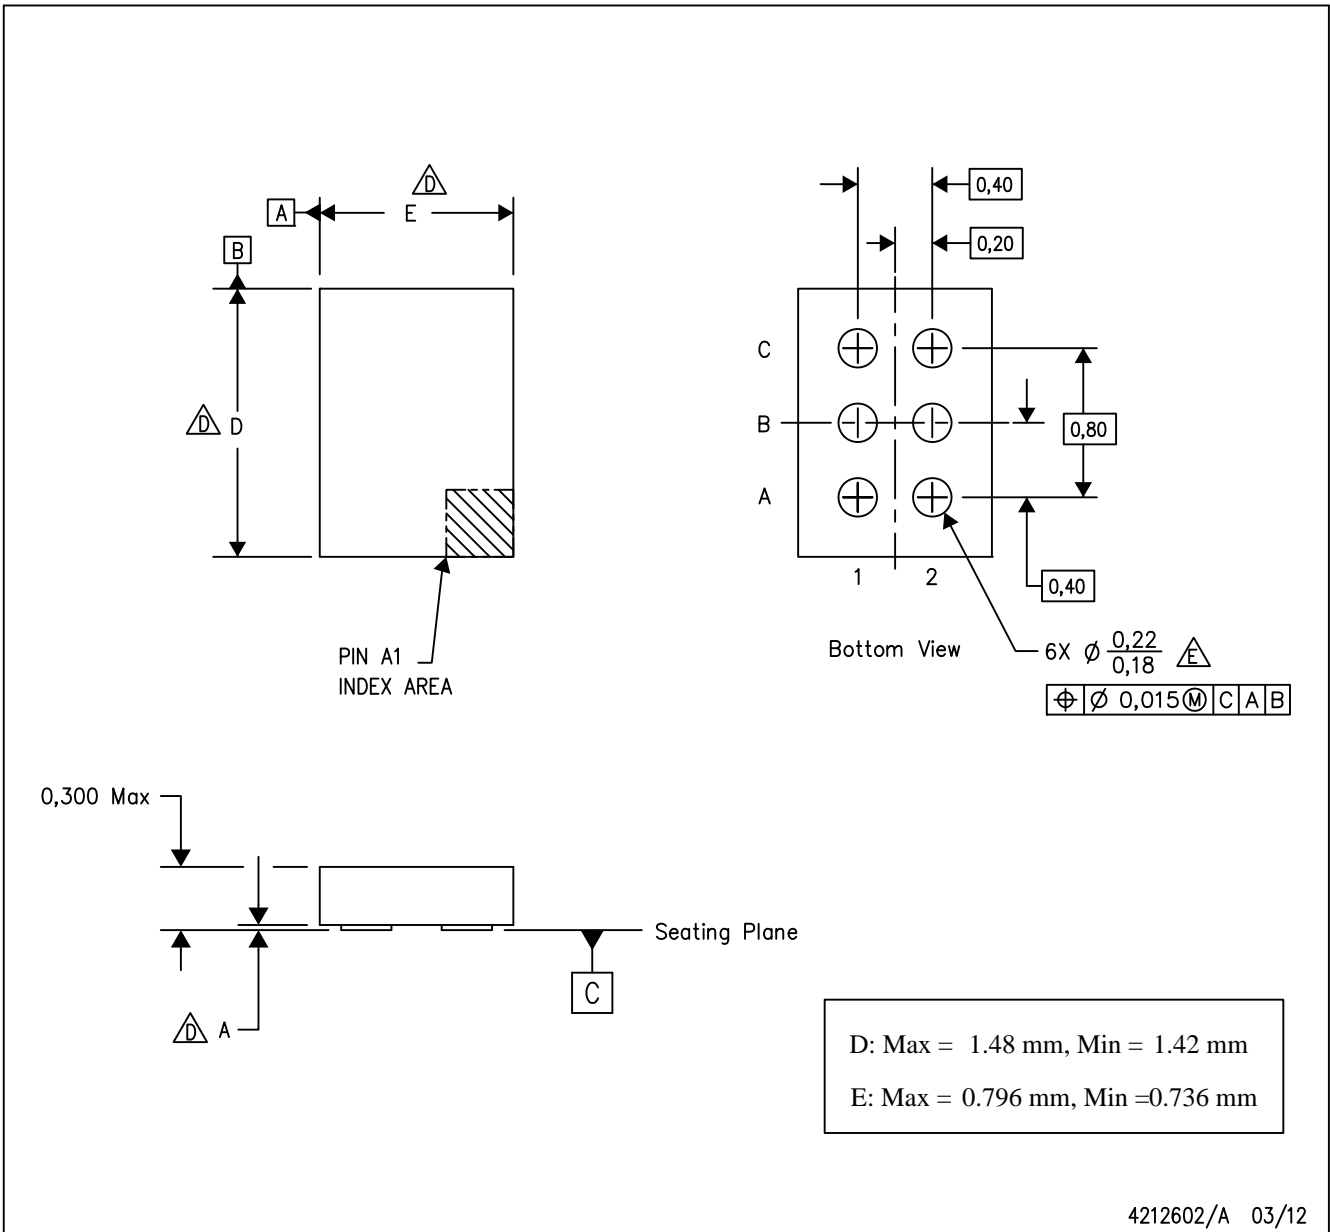 D
A
E
B
D
D
PIN A1
INDEX AREA
0,40
0,20
C
B
A
0,80
0,40
1
2
Bottom View
6X Ø 0,22
0,18
E
⌖ Ø 0,015 Ⓜ C A B
0,300 Max
Seating Plane
C
D
A
D: Max = 1.48 mm, Min = 1.42 mm
E: Max = 0.796 mm, Min =0.736 mm
4212602/A 03/12